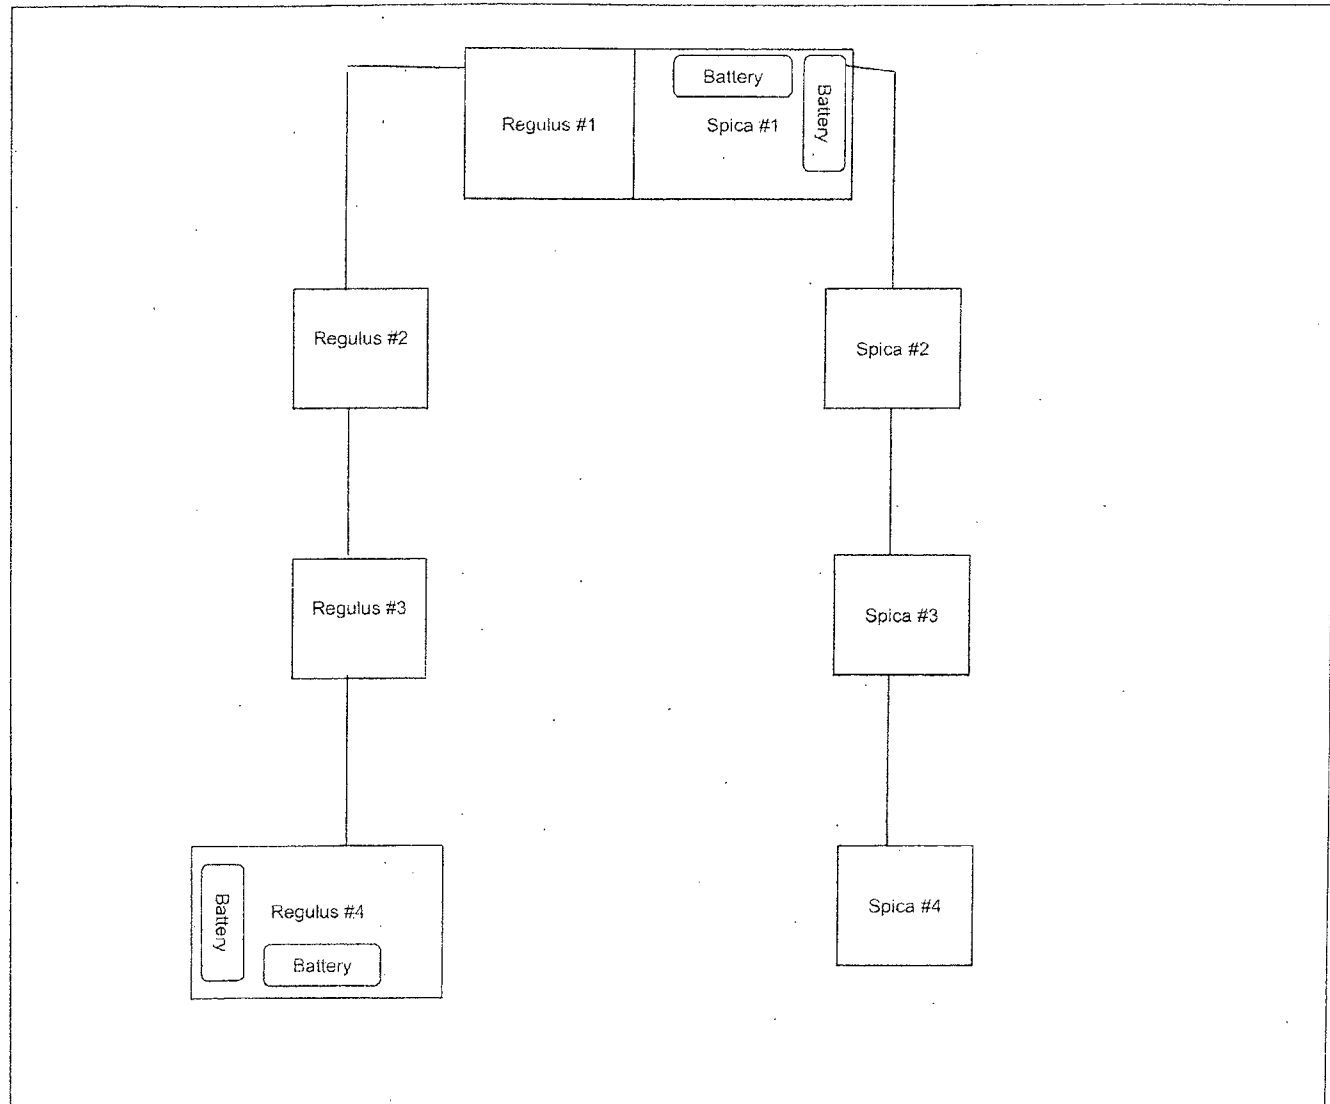 Battery
Battery
Regulus #1
Spica #1
Regulus #2
Spica #2
Regulus #3
Spica #3
Battery
Regulus #4
Spica #4
Battery